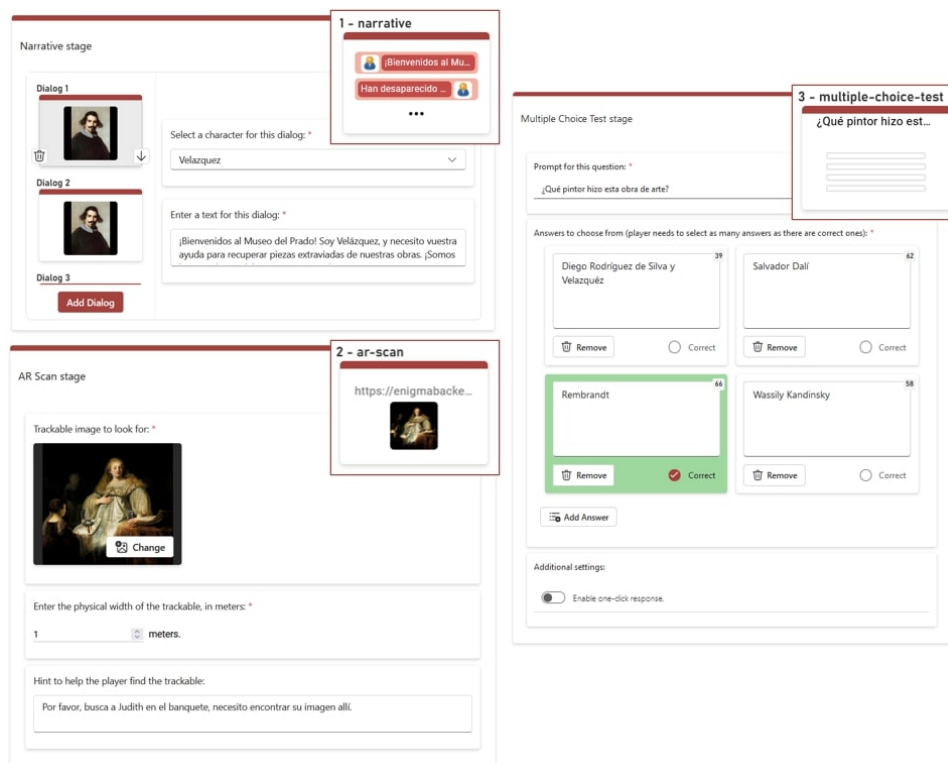 Narrative stage
1 - narrative
¡Bienvenidos al Mu...
Han desaparecido ...
Dialog 1
Dialog 2
Dialog 3
Add Dialog
Select a character for this dialog: *
Velazquez
Enter a text for this dialog: *
¡Bienvenidos al Museo del Prado! Soy Velázquez, y necesito vuestra
ayuda para recuperar piezas extraviadas de nuestras obras. ¡Somos
AR Scan stage
2 - ar-scan
https://enigmabacke...
Trackable image to look for: *
Change
Enter the physical width of the trackable, in meters: *
1
meters.
Hint to help the player find the trackable:
Por favor, busca a Judith en el banquete, necesito encontrar su imagen allí.
Multiple Choice Test stage
3 - multiple-choice-test
¿Qué pintor hizo est...
Prompt for this question: *
¿Qué pintor hizo esta obra de arte?
Answers to choose from (player needs to select as many answers as there are correct ones): *
39
Diego Rodríguez de Silva y
Velazquéz
Remove
Correct
62
Salvador Dalí
Remove
Correct
66
Rembrandt
Remove
Correct
58
Wassily Kandinsky
Remove
Correct
Add Answer
Additional settings:
Enable one-click response.